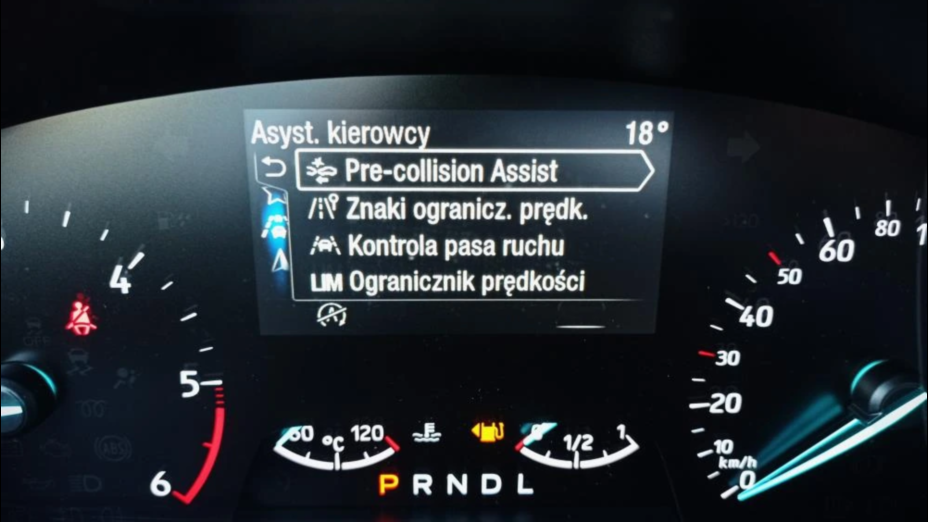 Asyst. kierowcy 18°
Pre-collision Assist
Znaki ogranicz. prędk.
Kontrola pasa ruchu
LIM Ogranicznik prędkości
4
5
6
60 °C 120
0 1/2 1
P R N D L
80
60
50
40
30
20
10
km/h
0